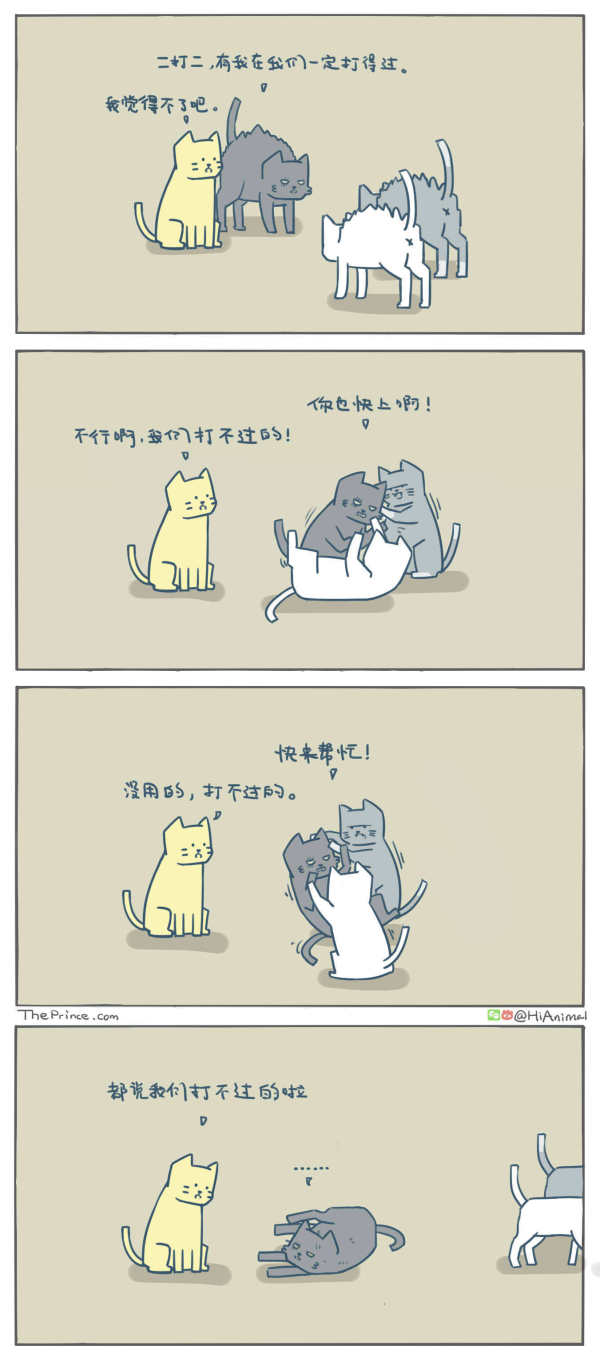 二打二,有我在我们一定打得过。
我觉得不了吧。
你也快上啊!
不行啊,我们打不过的!
快来帮忙!
没用的,打不过的。
ThePrince.com
@HiAnimal
都说我们打不过的啦
......